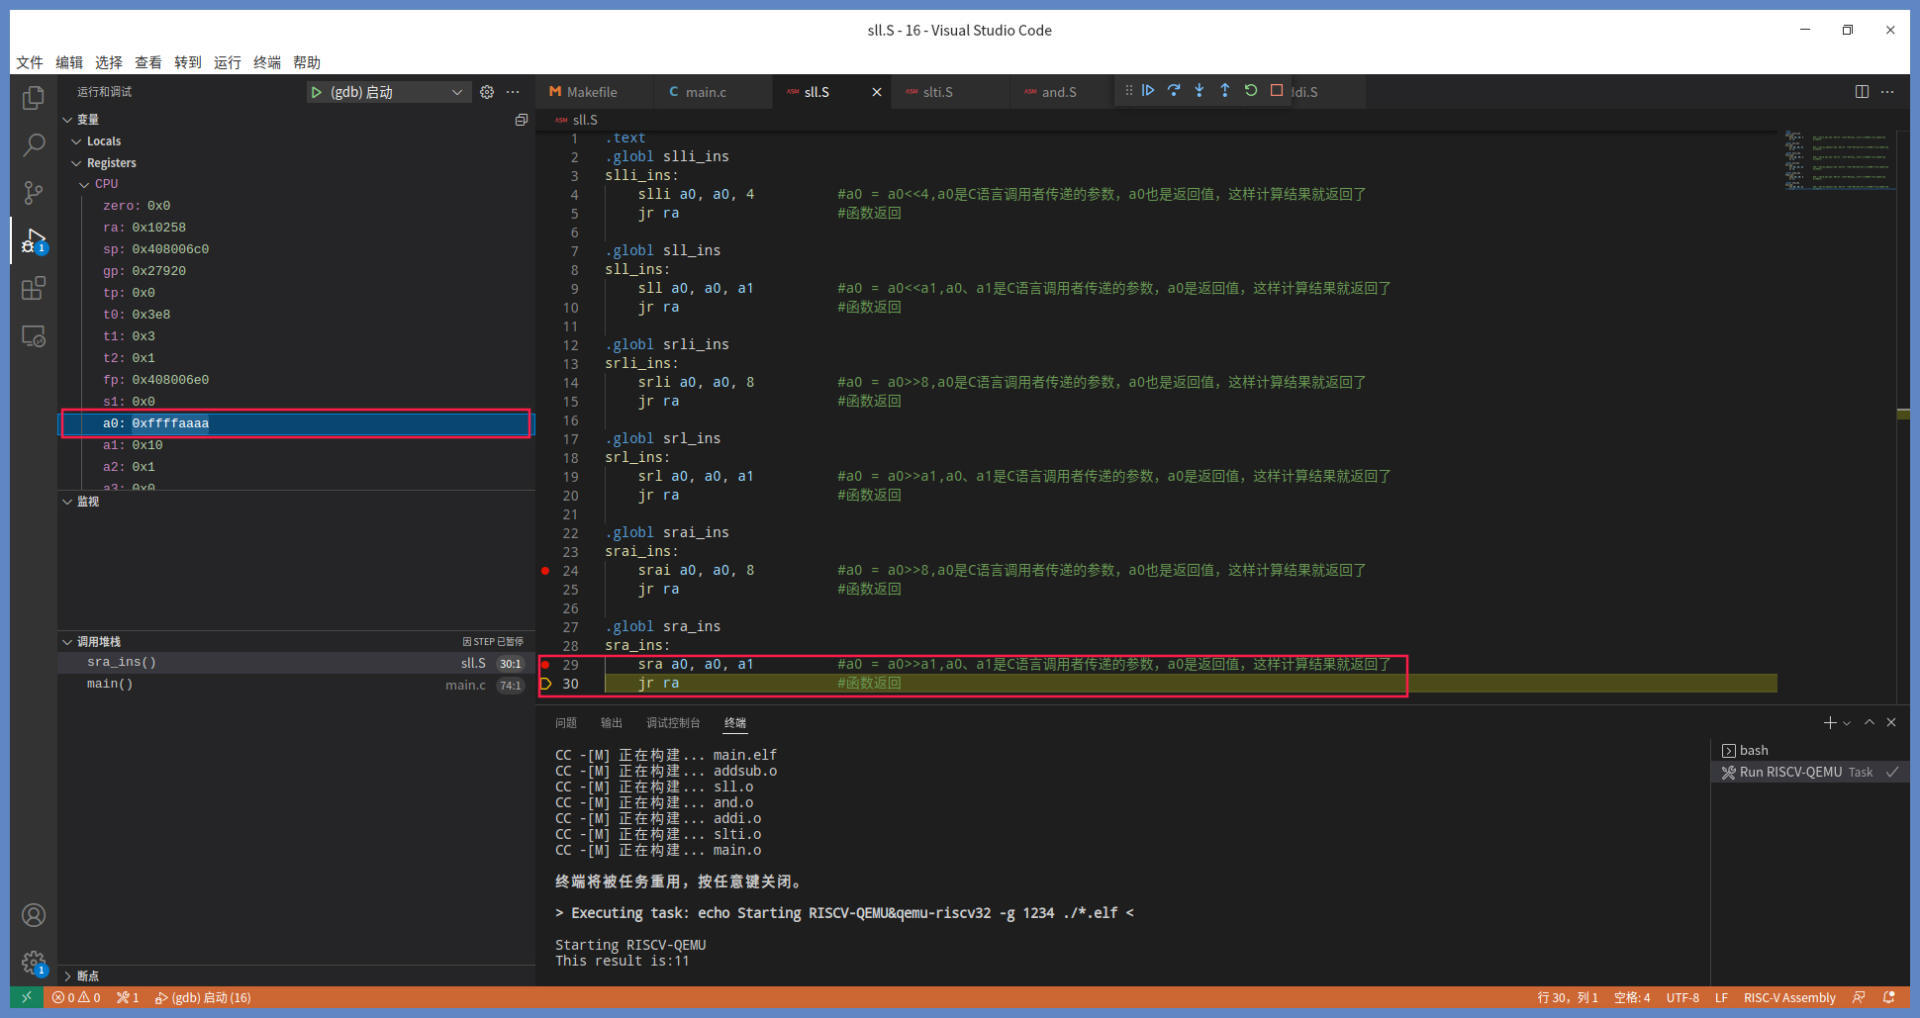 sll.S - 16 - Visual Studio Code
文件 编辑 选择 查看 转到 运行 终端 帮助
运行和调试
(gdb) 启动
Makefile
main.c
sll.S
slti.S
and.S
ddi.S
变量
Locals
Registers
CPU
zero: 0x0
ra: 0x10258
sp: 0x408006c0
gp: 0x27920
tp: 0x0
t0: 0x3e8
t1: 0x3
t2: 0x1
fp: 0x408006e0
s1: 0x0
a0: 0xffffaaaa
a1: 0x10
a2: 0x1
a3: 0x0
监视
调用堆栈
因 STEP 已暂停
sra_ins() sll.S 30:1
main() main.c 74:1
断点
sll.S
1 .text
2 .globl slli_ins
3 slli_ins:
4 slli a0, a0, 4 #a0 = a0<<4,a0是C语言调用者传递的参数，a0也是返回值，这样计算结果就返回了
5 jr ra #函数返回
6
7 .globl sll_ins
8 sll_ins:
9 sll a0, a0, a1 #a0 = a0<<a1,a0、a1是C语言调用者传递的参数，a0是返回值，这样计算结果就返回了
10 jr ra #函数返回
11
12 .globl srli_ins
13 srli_ins:
14 srli a0, a0, 8 #a0 = a0>>8,a0是C语言调用者传递的参数，a0也是返回值，这样计算结果就返回了
15 jr ra #函数返回
16
17 .globl srl_ins
18 srl_ins:
19 srl a0, a0, a1 #a0 = a0>>a1,a0、a1是C语言调用者传递的参数，a0是返回值，这样计算结果就返回了
20 jr ra #函数返回
21
22 .globl srai_ins
23 srai_ins:
24 srai a0, a0, 8 #a0 = a0>>8,a0是C语言调用者传递的参数，a0也是返回值，这样计算结果就返回了
25 jr ra #函数返回
26
27 .globl sra_ins
28 sra_ins:
29 sra a0, a0, a1 #a0 = a0>>a1,a0、a1是C语言调用者传递的参数，a0是返回值，这样计算结果就返回了
30 jr ra #函数返回
问题 输出 调试控制台 终端
CC -[M] 正在构建... main.elf
CC -[M] 正在构建... addsub.o
CC -[M] 正在构建... sll.o
CC -[M] 正在构建... and.o
CC -[M] 正在构建... addi.o
CC -[M] 正在构建... slti.o
CC -[M] 正在构建... main.o
终端将被任务重用，按任意键关闭。
> Executing task: echo Starting RISCV-QEMU&qemu-riscv32 -g 1234 ./*.elf <
Starting RISCV-QEMU
This result is:11
bash
Run RISCV-QEMU Task
1
1
0 0 1 (gdb) 启动 (16)
行 30，列 1 空格: 4 UTF-8 LF RISC-V Assembly